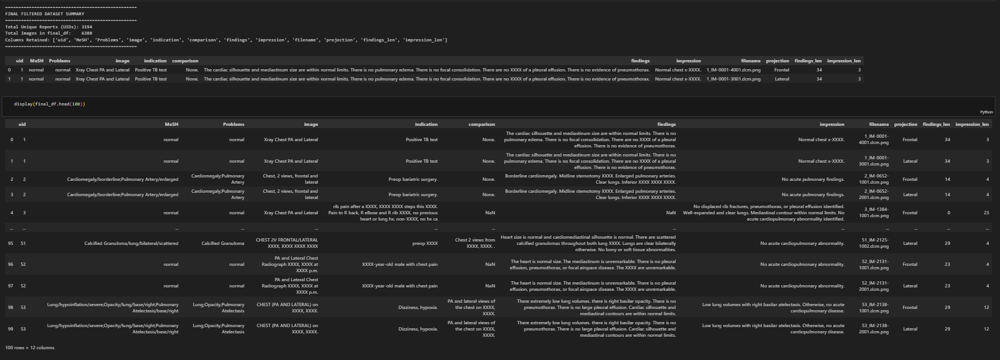 ==================================================
FINAL FILTERED DATASET SUMMARY
==================================================
Total Unique Reports (UIDs): 3194
Total Images in final_df:    6388
Columns Retained: ['uid', 'MeSH', 'Problems', 'image', 'indication', 'comparison', 'findings', 'impression', 'filename', 'projection', 'findings_len', 'impression_len']
==================================================
uid MeSH Problems image indication comparison findings impression filename projection findings_len impression_len
0 1 normal normal Xray Chest PA and Lateral Positive TB test None. The cardiac silhouette and mediastinum size are within normal limits. There is no pulmonary edema. There is no focal consolidation. There are no XXXX of a pleural effusion. There is no evidence of pneumothorax. Normal chest x-XXXX. 1_IM-0001-4001.dcm.png Frontal 34 3
1 1 normal normal Xray Chest PA and Lateral Positive TB test None. The cardiac silhouette and mediastinum size are within normal limits. There is no pulmonary edema. There is no focal consolidation. There are no XXXX of a pleural effusion. There is no evidence of pneumothorax. Normal chest x-XXXX. 1_IM-0001-3001.dcm.png Lateral 34 3
display(final_df.head(100))
Python
uid MeSH Problems image indication comparison findings impression filename projection findings_len impression_len
The cardiac silhouette and mediastinum size are within normal limits. There is no
0 1 normal normal Xray Chest PA and Lateral Positive TB test None. pulmonary edema. There is no focal consolidation. There are no XXXX of a pleural Normal chest x-XXXX. 1_IM-0001- Frontal 34 3
effusion. There is no evidence of pneumothorax. 4001.dcm.png
The cardiac silhouette and mediastinum size are within normal limits. There is no
1 1 normal normal Xray Chest PA and Lateral Positive TB test None. pulmonary edema. There is no focal consolidation. There are no XXXX of a pleural Normal chest x-XXXX. 1_IM-0001- Lateral 34 3
effusion. There is no evidence of pneumothorax. 3001.dcm.png
Cardiomegaly;Pulmonary Chest, 2 views, frontal and Borderline cardiomegaly. Midline sternotomy XXXX. Enlarged pulmonary arteries. 2_IM-0652-
2 2 Cardiomegaly/borderline;Pulmonary Artery/enlarged Artery lateral Preop bariatric surgery. None. Clear lungs. Inferior XXXX XXXX XXXX. No acute pulmonary findings. 1001.dcm.png Frontal 14 4
Cardiomegaly;Pulmonary Chest, 2 views, frontal and Borderline cardiomegaly. Midline sternotomy XXXX. Enlarged pulmonary arteries. 2_IM-0652-
3 2 Cardiomegaly/borderline;Pulmonary Artery/enlarged Artery lateral Preop bariatric surgery. None. Clear lungs. Inferior XXXX XXXX XXXX. No acute pulmonary findings. 2001.dcm.png Lateral 14 4
rib pain after a XXXX, XXXX XXXX steps this XXXX. No displaced rib fractures, pneumothorax, or pleural effusion identified.
4 3 normal normal Xray Chest PA and Lateral Pain to R back, R elbow and R rib XXXX, no previous NaN NaN Well-expanded and clear lungs. Mediastinal contour within normal limits. No 3_IM-1384- Frontal 0 23
heart or lung hx, non-XXXX, no hx ca acute cardiopulmonary abnormality identified. 1001.dcm.png
... ... ... ... ... ... ... ... ... ... ... ... ...
Heart size is normal and cardiomediastinal silhouette is normal. There are scattered
95 51 Calcified Granuloma/lung/bilateral/scattered Calcified Granuloma CHEST 2V FRONTAL/LATERAL XXXX, XXXX XXXX XXXX preop XXXX Chest 2 views from XXXX, XXXX. . calcified granulomas throughout both lung XXXX. Lungs are clear bilaterally No acute cardiopulmonary abnormality. 51_IM-2125- Lateral 29 4
otherwise. No bony or soft tissue abnormalities. 1002.dcm.png
PA and Lateral Chest
96 52 normal normal Radiograph XXXX, XXXX at XXXX-year-old male with chest pain NaN The heart is normal size. The mediastinum is unremarkable. There is no pleural No acute cardiopulmonary abnormality. 52_IM-2131- Frontal 23 4
XXXX p.m. effusion, pneumothorax, or focal airspace disease. The XXXX are unremarkable. 1001.dcm.png
PA and Lateral Chest
97 52 normal normal Radiograph XXXX, XXXX at XXXX-year-old male with chest pain NaN The heart is normal size. The mediastinum is unremarkable. There is no pleural No acute cardiopulmonary abnormality. 52_IM-2131- Lateral 23 4
XXXX p.m. effusion, pneumothorax, or focal airspace disease. The XXXX are unremarkable. 2001.dcm.png
PA and lateral views of There extremely low lung volumes. there is right basilar opacity. There is no
98 53 Lung/hypoinflation/severe;Opacity/lung/base/right;Pulmonary Atelectasis/base/right Lung;Opacity;Pulmonary Atelectasis CHEST (PA AND LATERAL) on XXXX, XXXX. Dizziness, hypoxia. the chest on XXXX, pneumothorax. There is no large pleural effusion. Cardiac silhouette and Low lung volumes with right basilar atelectasis. Otherwise, no acute 53_IM-2138- Frontal 29 12
XXXX. mediastinal contours are within normal limits. cardiopulmonary disease. 1001.dcm.png
PA and lateral views of There extremely low lung volumes. there is right basilar opacity. There is no
99 53 Lung/hypoinflation/severe;Opacity/lung/base/right;Pulmonary Atelectasis/base/right Lung;Opacity;Pulmonary Atelectasis CHEST (PA AND LATERAL) on XXXX, XXXX. Dizziness, hypoxia. the chest on XXXX, pneumothorax. There is no large pleural effusion. Cardiac silhouette and Low lung volumes with right basilar atelectasis. Otherwise, no acute 53_IM-2138- Lateral 29 12
XXXX. mediastinal contours are within normal limits. cardiopulmonary disease. 2001.dcm.png
100 rows × 12 columns